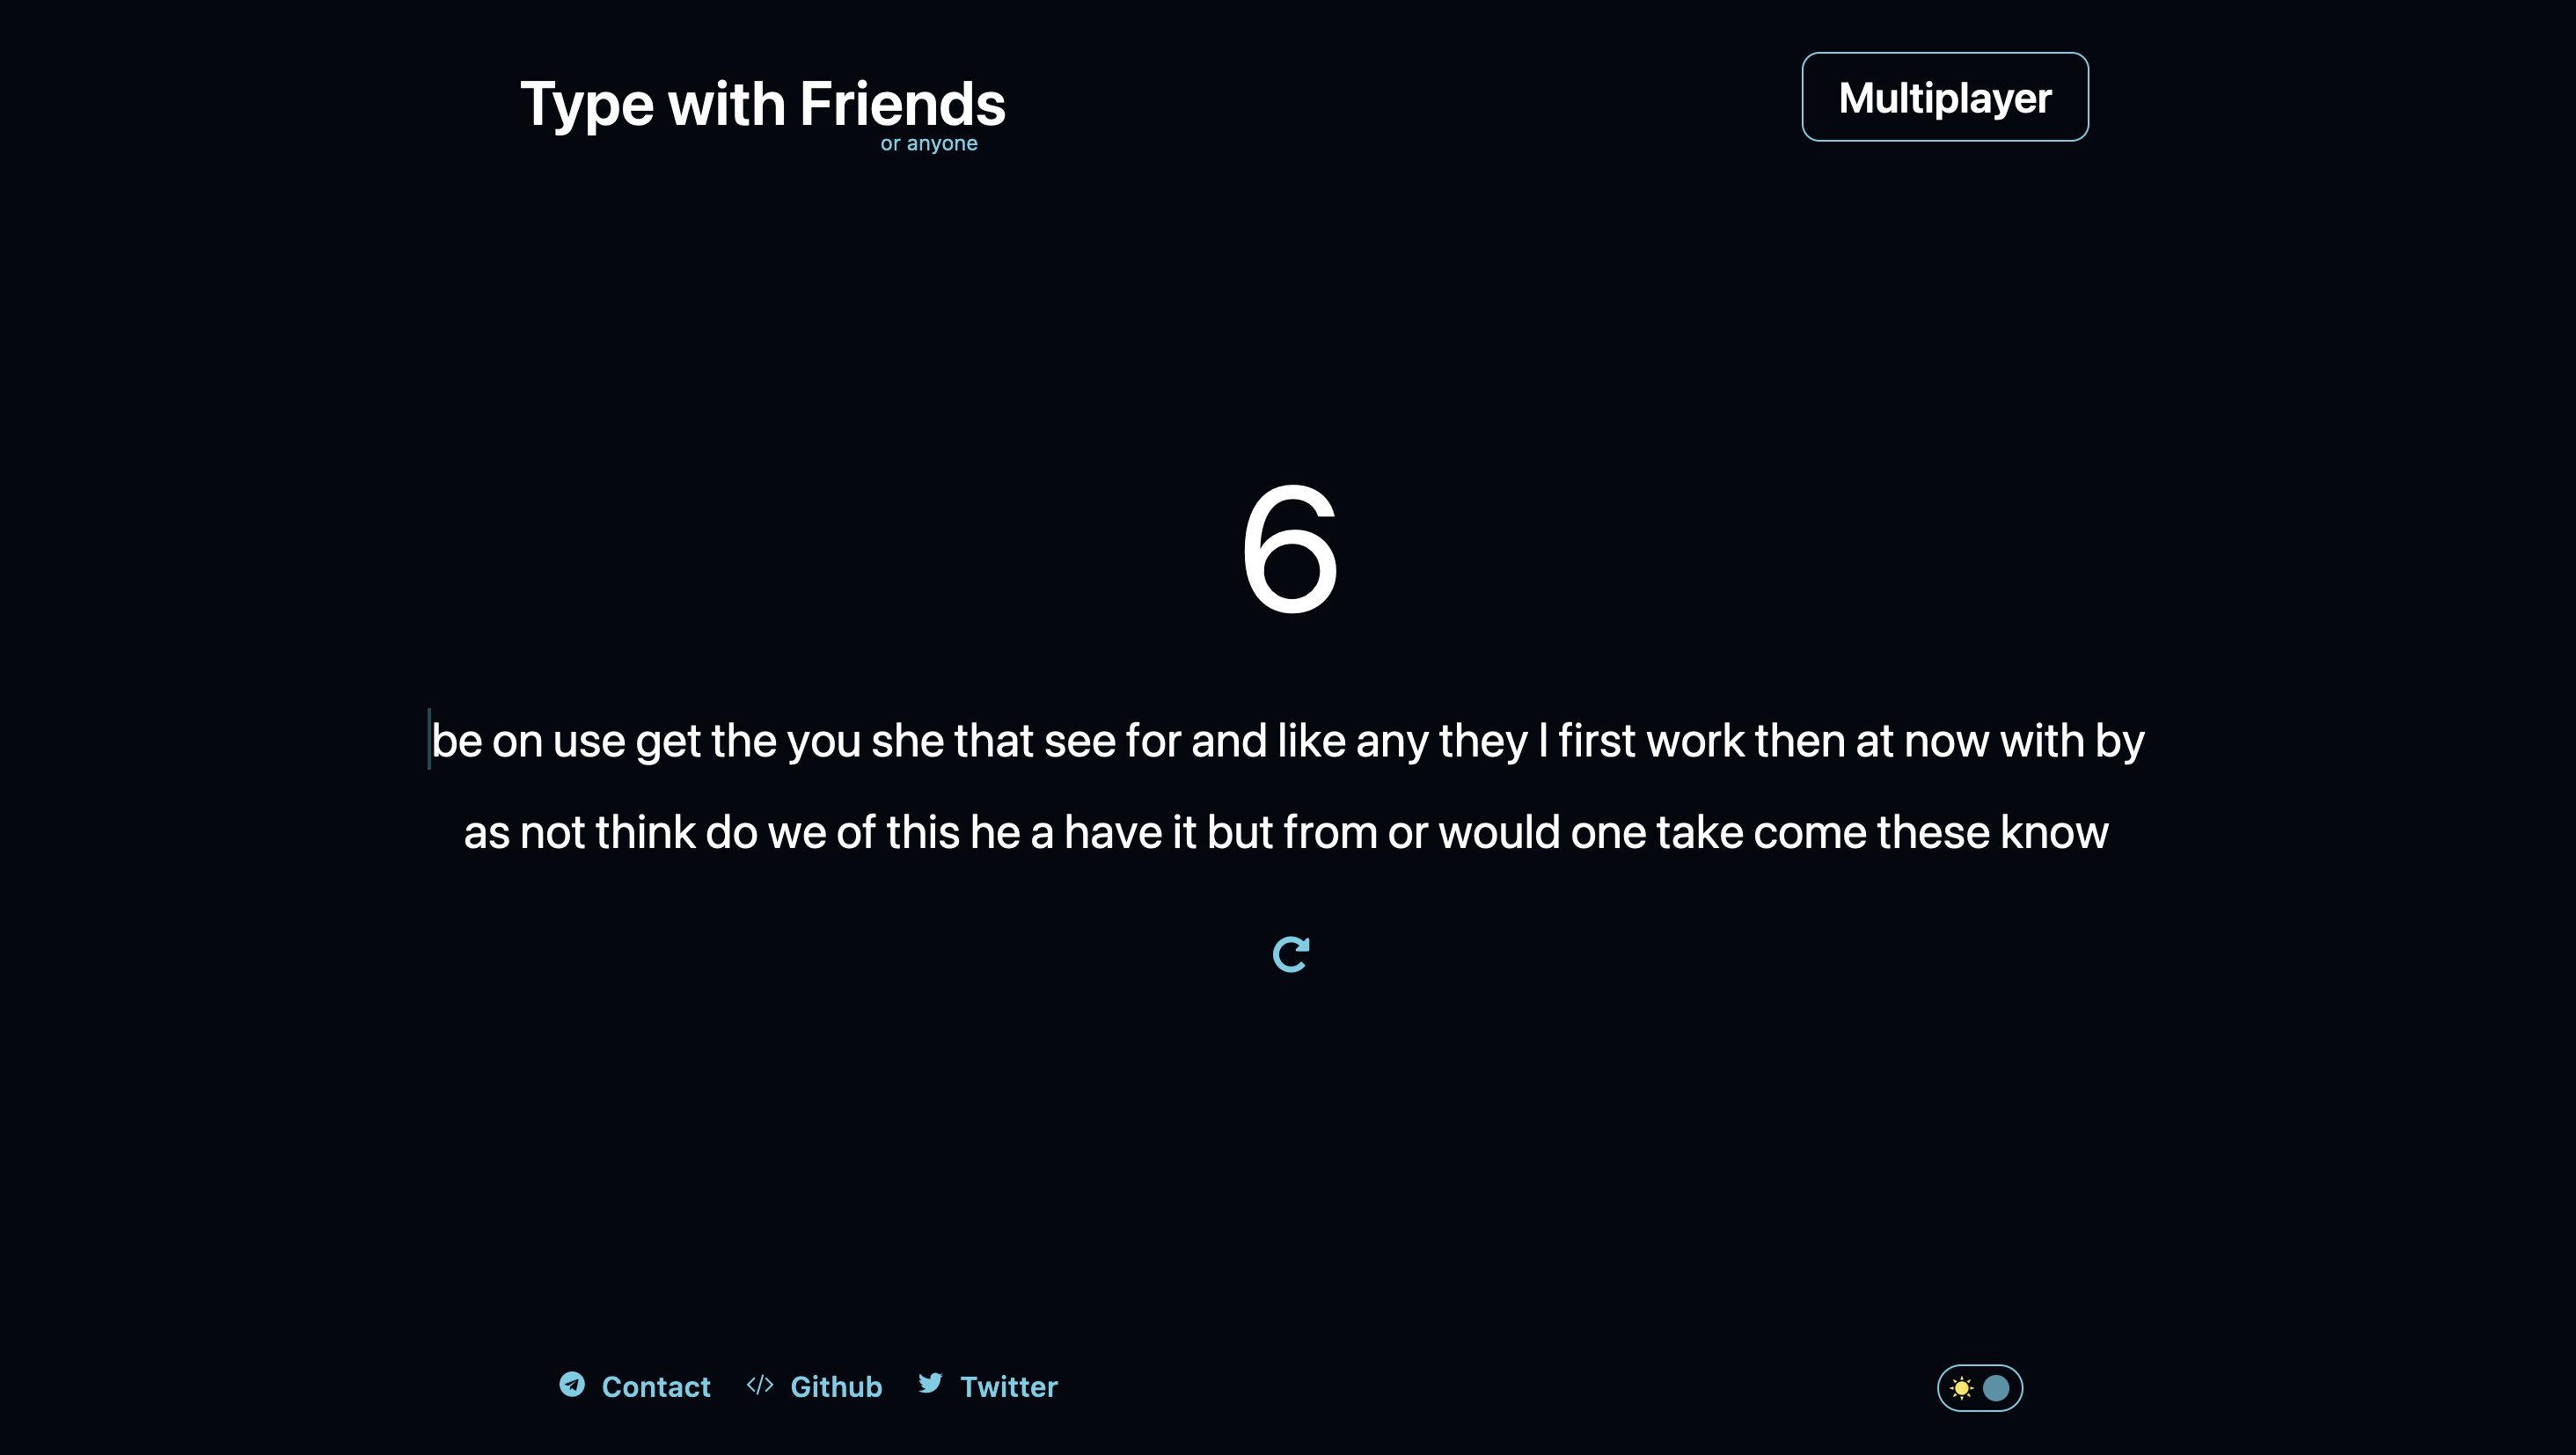 Type with Friends
or anyone
Multiplayer
6
be on use get the you she that see for and like any they I first work then at now with by
as not think do we of this he a have it but from or would one take come these know
Contact
Github
Twitter